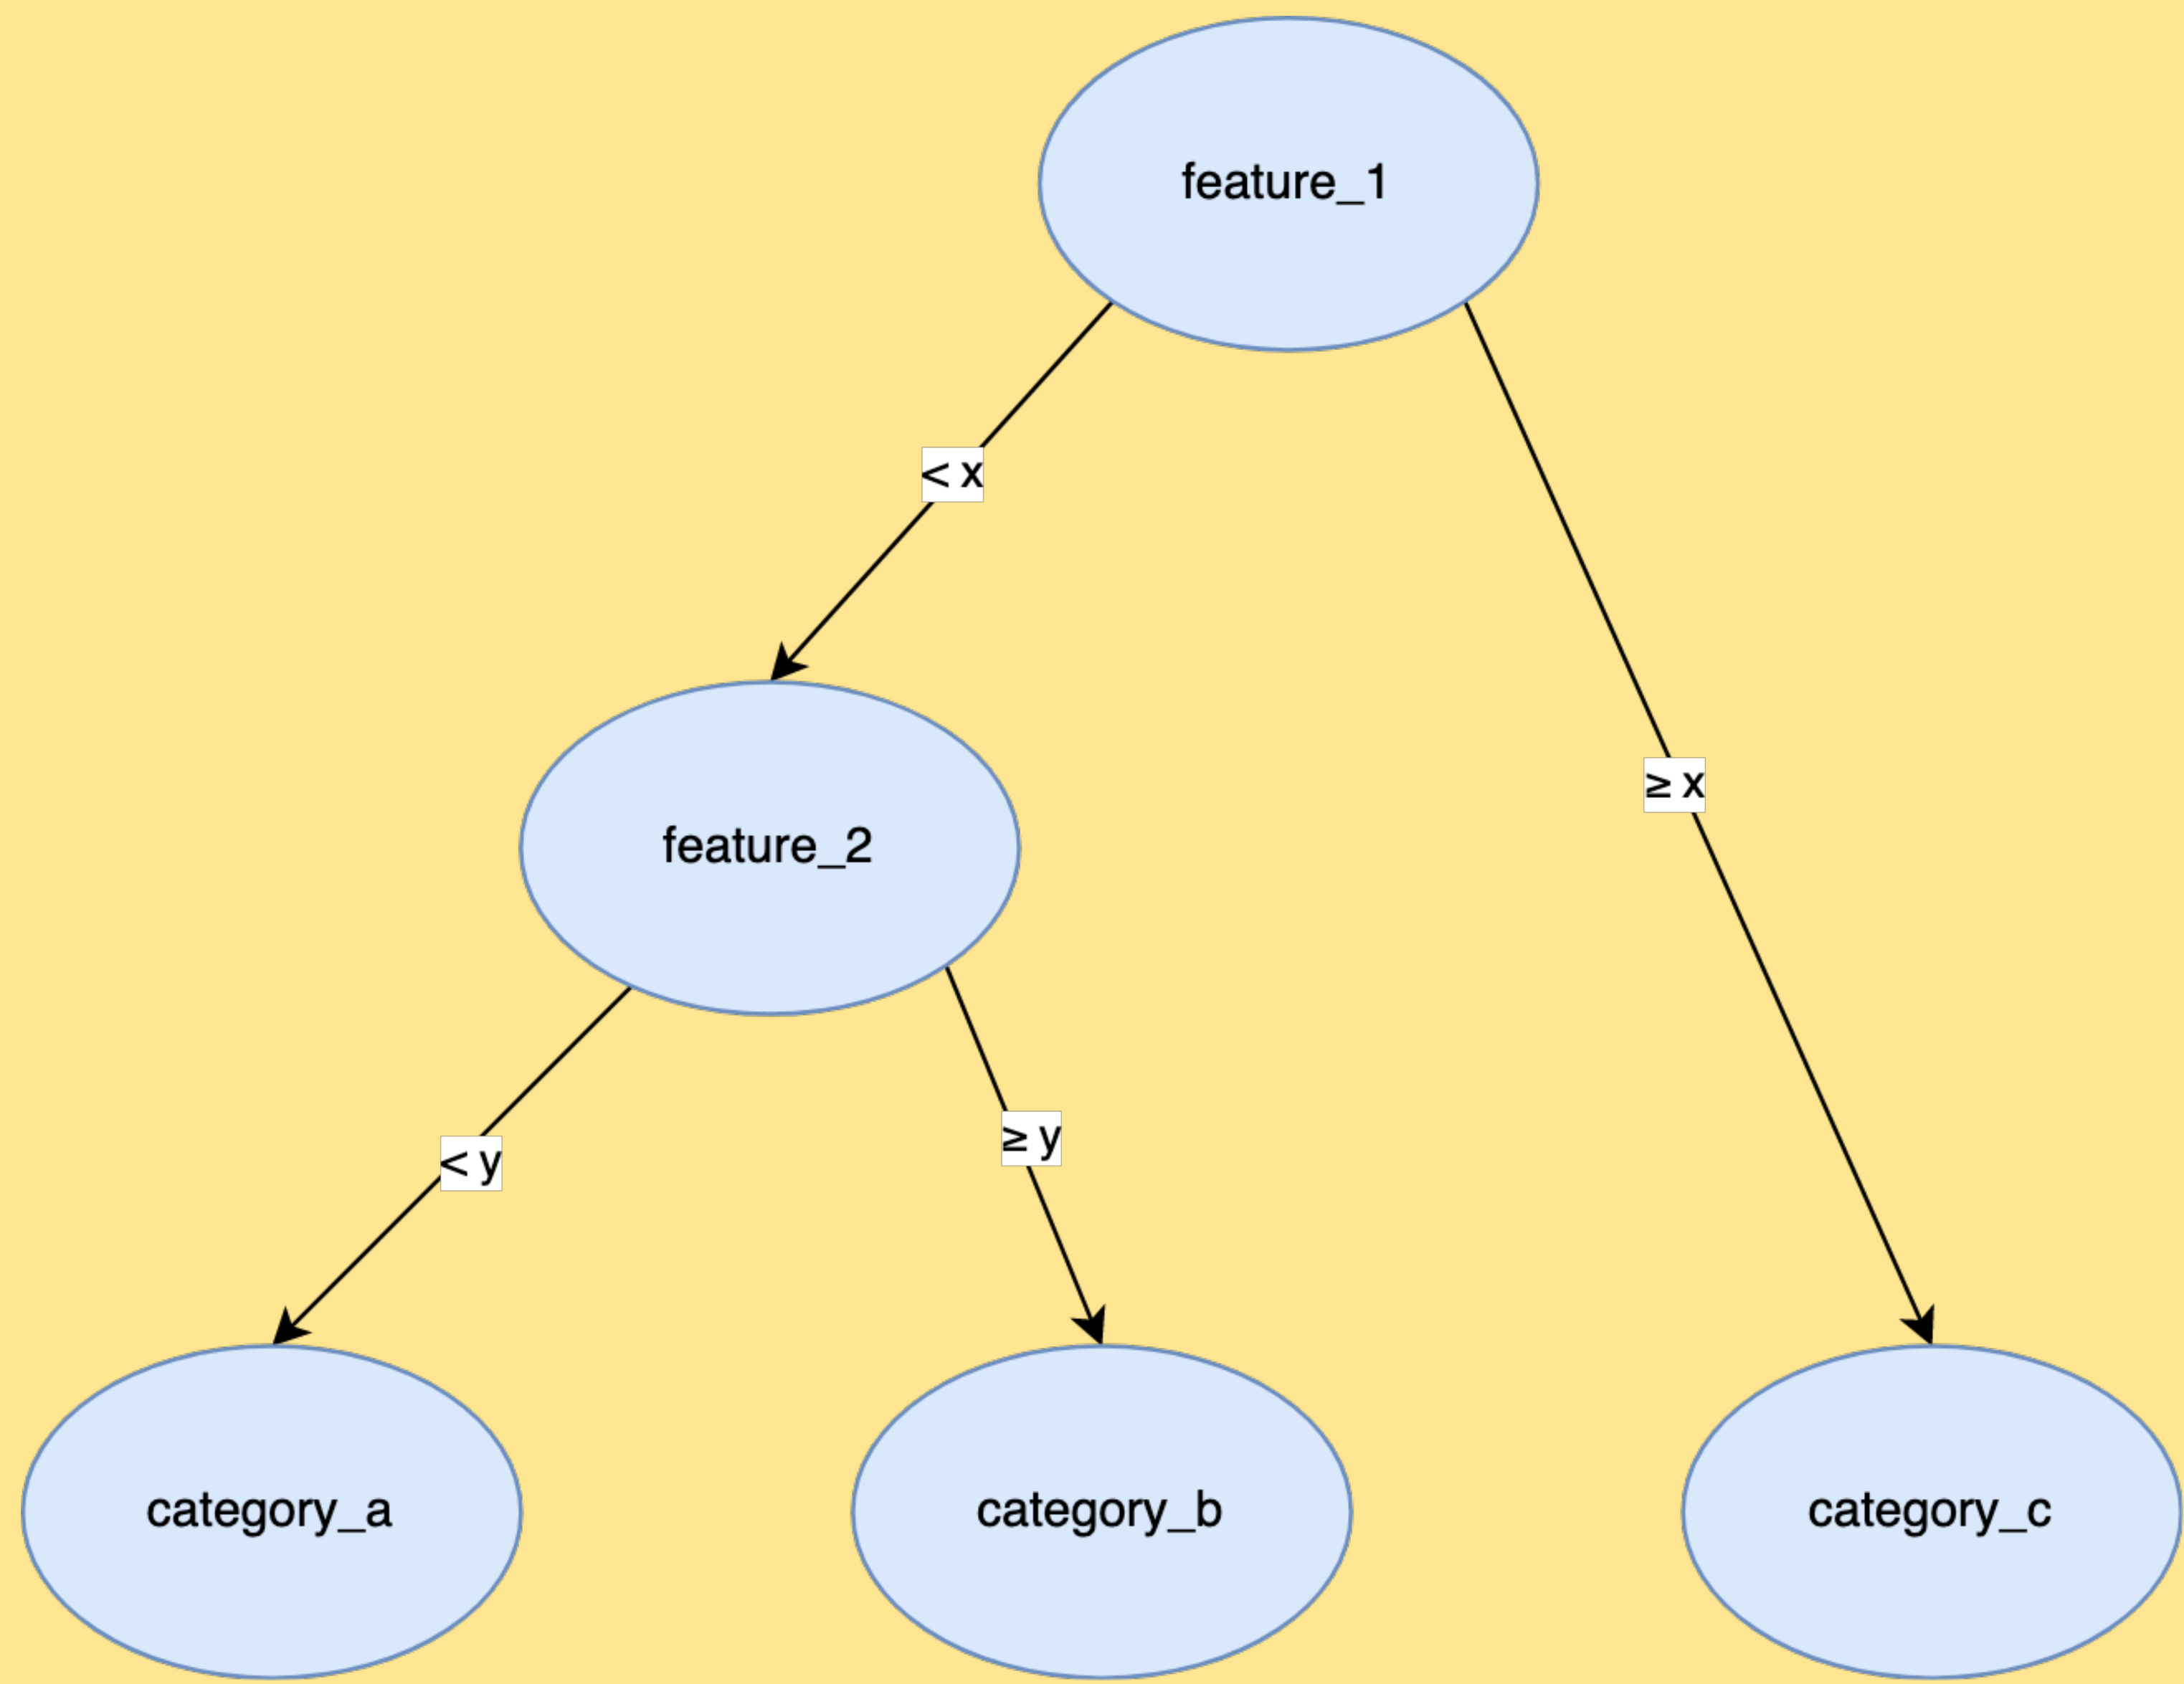 feature_1
< x
feature_2
≥ x
< y
≥ y
category_a
category_b
category_c